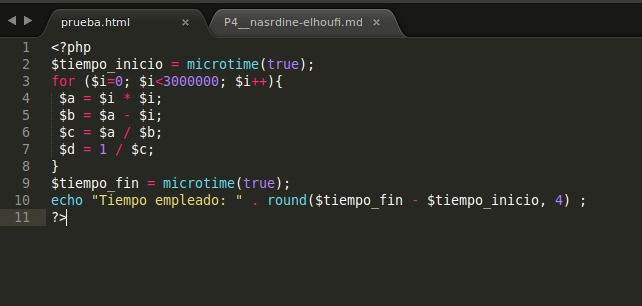 prueba.html × P4__nasrdine-elhoufi.md ×
1 <?php
2 $tiempo_inicio = microtime(true);
3 for ($i=0; $i<3000000; $i++){
4 $a = $i * $i;
5 $b = $a - $i;
6 $c = $a / $b;
7 $d = 1 / $c;
8 }
9 $tiempo_fin = microtime(true);
10 echo "Tiempo empleado: " . round($tiempo_fin - $tiempo_inicio, 4) ;
11 ?>